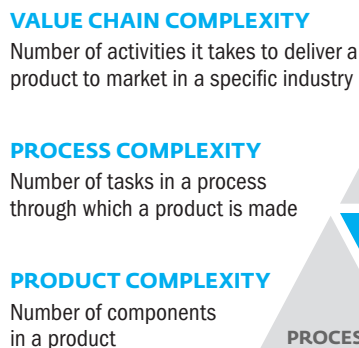 VALUE CHAIN COMPLEXITY
Number of activities it takes to deliver a
product to market in a specific industry
PROCESS COMPLEXITY
Number of tasks in a process
through which a product is made
PRODUCT COMPLEXITY
Number of components
in a product